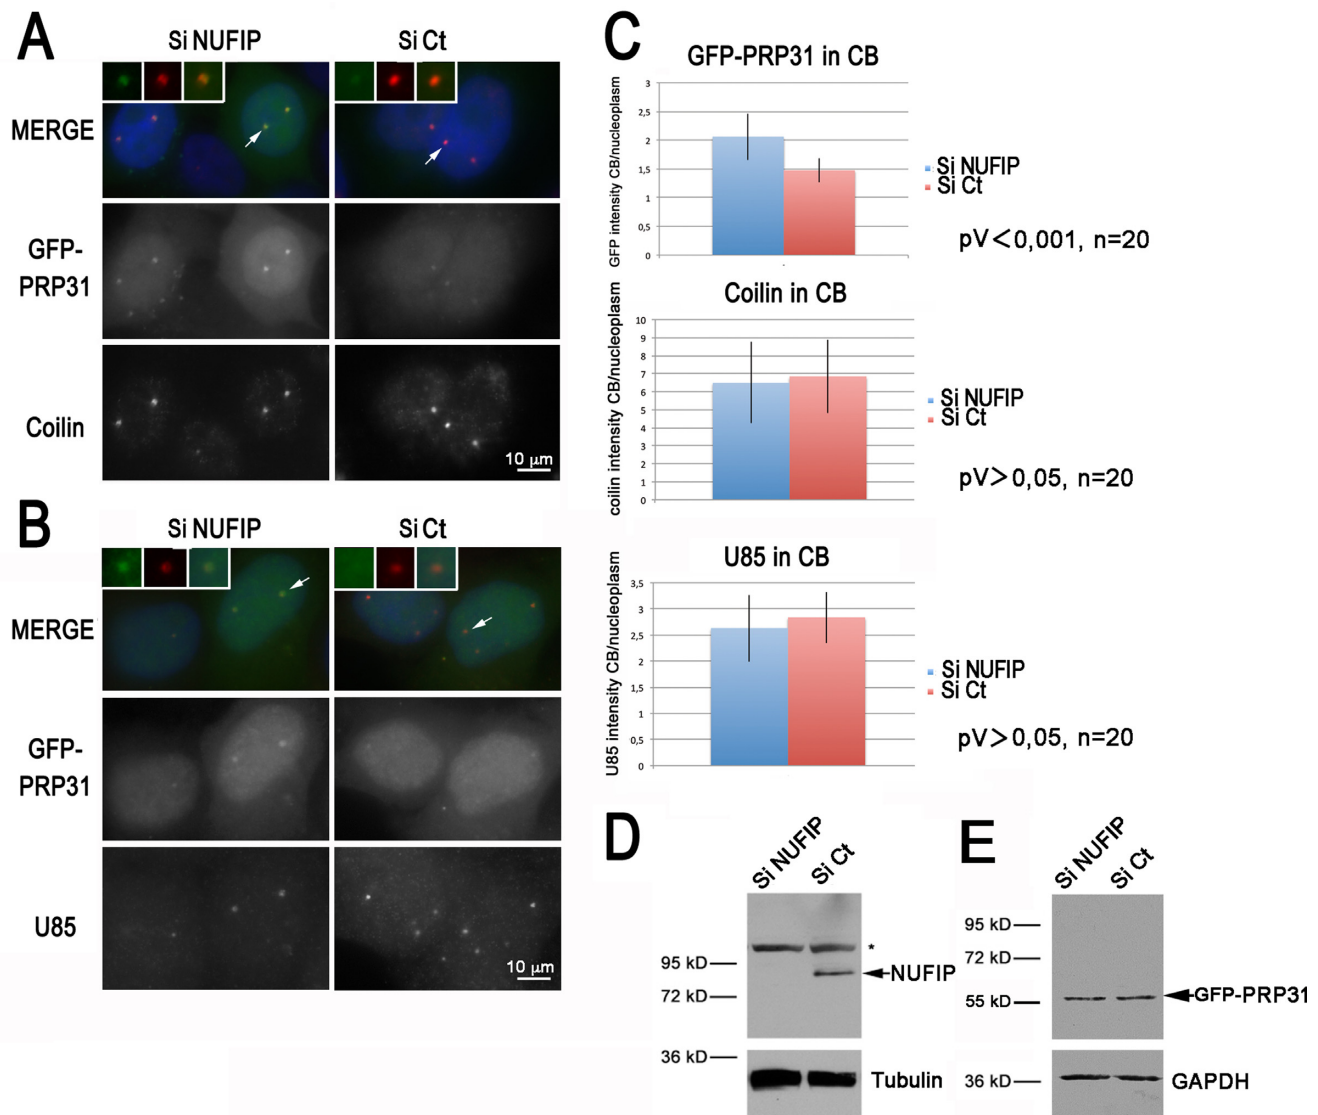 A
Si NUFIP
Si Ct
MERGE
GFP-
PRP31
Coilin
10 µm
B
Si NUFIP
Si Ct
MERGE
GFP-
PRP31
U85
10 µm
C
GFP-PRP31 in CB
GFP intensity CB/nucleoplasm
3
2,5
2
1,5
1
0,5
0
Si NUFIP
Si Ct
pV<0,001, n=20
Coilin in CB
coilin intensity CB/nucleoplasm
10
9
8
7
6
5
4
3
2
1
0
Si NUFIP
Si Ct
pV>0,05, n=20
U85 in CB
U85 intensity CB/nucleoplasm
3,5
3
2,5
2
1,5
1
0,5
0
Si NUFIP
Si Ct
pV>0,05, n=20
D
Si NUFIP
Si Ct
*
95 kD
NUFIP
72 kD
36 kD
Tubulin
E
Si NUFIP
Si Ct
95 kD
72 kD
55 kD
GFP-PRP31
36 kD
GAPDH